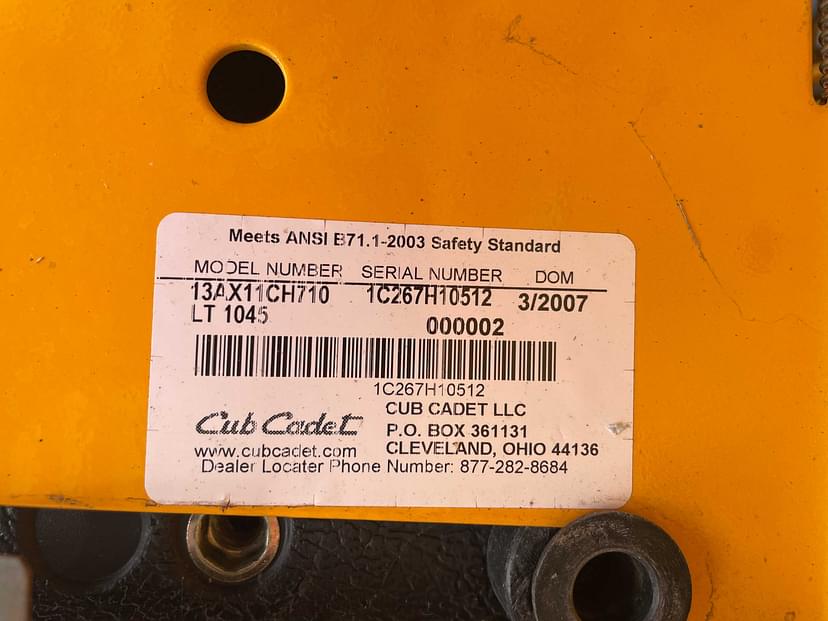 Meets ANSI B71.1-2003 Safety Standard
MODEL NUMBER SERIAL NUMBER DOM
13AX11CH710 1C267H10512 3/2007
LT 1045 000002
1C267H10512
Cub Cadet
CUB CADET LLC
P.O. BOX 361131
www.cubcadet.com CLEVELAND, OHIO 44136
Dealer Locater Phone Number: 877-282-8684